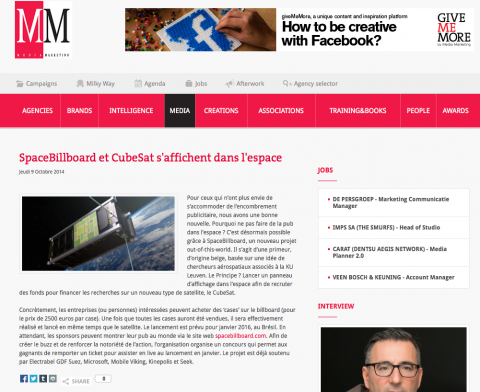 MM
MEDIA MARKETING
giveMeMore, a unique content and inspiration platform
How to be creative
with Facebook?
GIVE
ME
MORE
by Media Marketing
Campaigns
Milky Way
Agenda
Jobs
Afterwork
Agency selector
AGENCIES
BRANDS
INTELLIGENCE
MEDIA
CREATIONS
ASSOCIATIONS
TRAINING&BOOKS
PEOPLE
AWARDS
SpaceBillboard et CubeSat s'affichent dans l'espace
jeudi 9 Octobre 2014
Pour ceux qui n'ont plus envie de
s'accommoder de l'encombrement
publicitaire, nous avons une bonne
nouvelle. Pourquoi ne pas faire de la pub
dans l'espace ? C'est désormais possible
grâce à SpaceBillboard, un nouveau projet
out-of-this-world. Il s'agit d'une primeur,
d'origine belge, basée sur une idée de
chercheurs aérospatiaux associés à la KU
Leuven. Le Principe ? Lancer un panneau
d'affichage dans l'espace afin de recruter
des fonds pour financer les recherches sur un nouveau type de satellite, le CubeSat.
Concrètement, les entreprises (ou personnes) intéressées peuvent acheter des 'cases' sur le billboard (pour
le prix de 2500 euros par case). Une fois que toutes les cases auront été vendues, il sera effectivement
réalisé et lancé en même temps que le satellite. Le lancement est prévu pour janvier 2016, au Brésil. En
attendant, les sponsors peuvent montrer leur pub au monde via le site web spacebillboard.com. Afin de
créer le buzz et de renforcer la notoriété de l'action, l'organisation organise un concours qui permet aux
gagnants de remporter un ticket pour assister en live au lancement en janvier. Le projet est déjà soutenu
par Electrabel GDF Suez, Microsoft, Mobile Viking, Kinepolis et Seek.
SHARE
0
JOBS
DE PERSGROEP - Marketing Communicatie
Manager
IMPS SA (THE SMURFS) - Head of Studio
CARAT (DENTSU AEGIS NETWORK) - Media
Planner 2.0
VEEN BOSCH & KEUNING - Account Manager
INTERVIEW